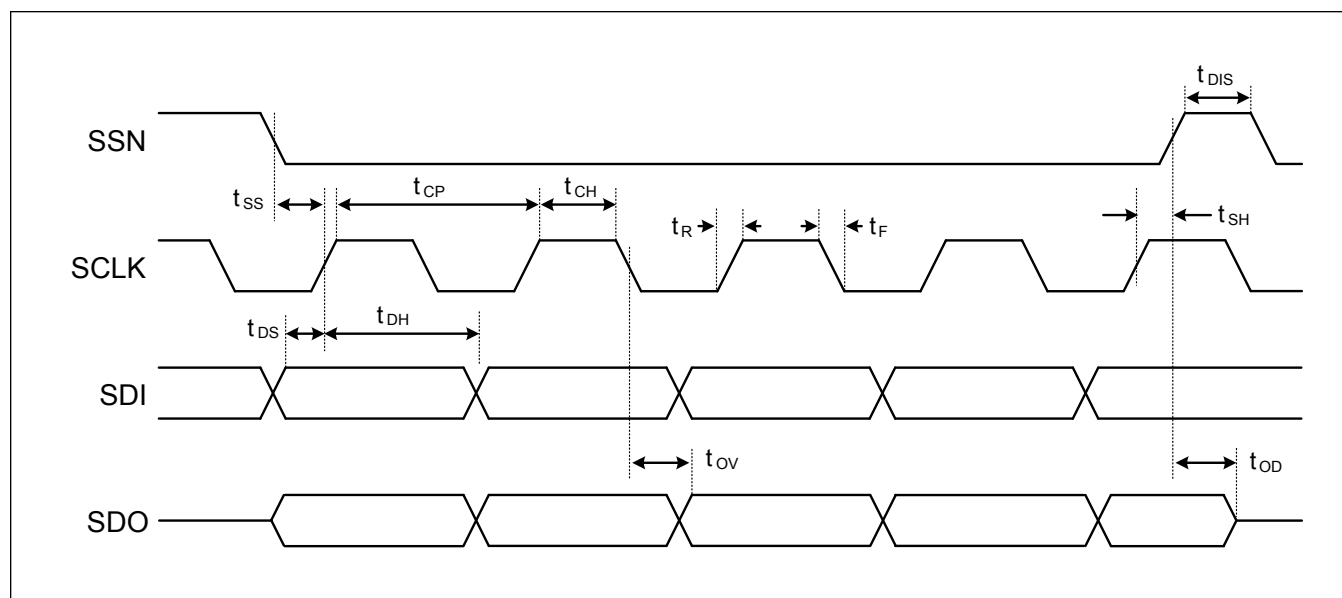 tDIS
SSN
tSS
tCP
tCH
tR
tF
tSH
SCLK
tDS
tDH
SDI
tOV
tOD
SDO